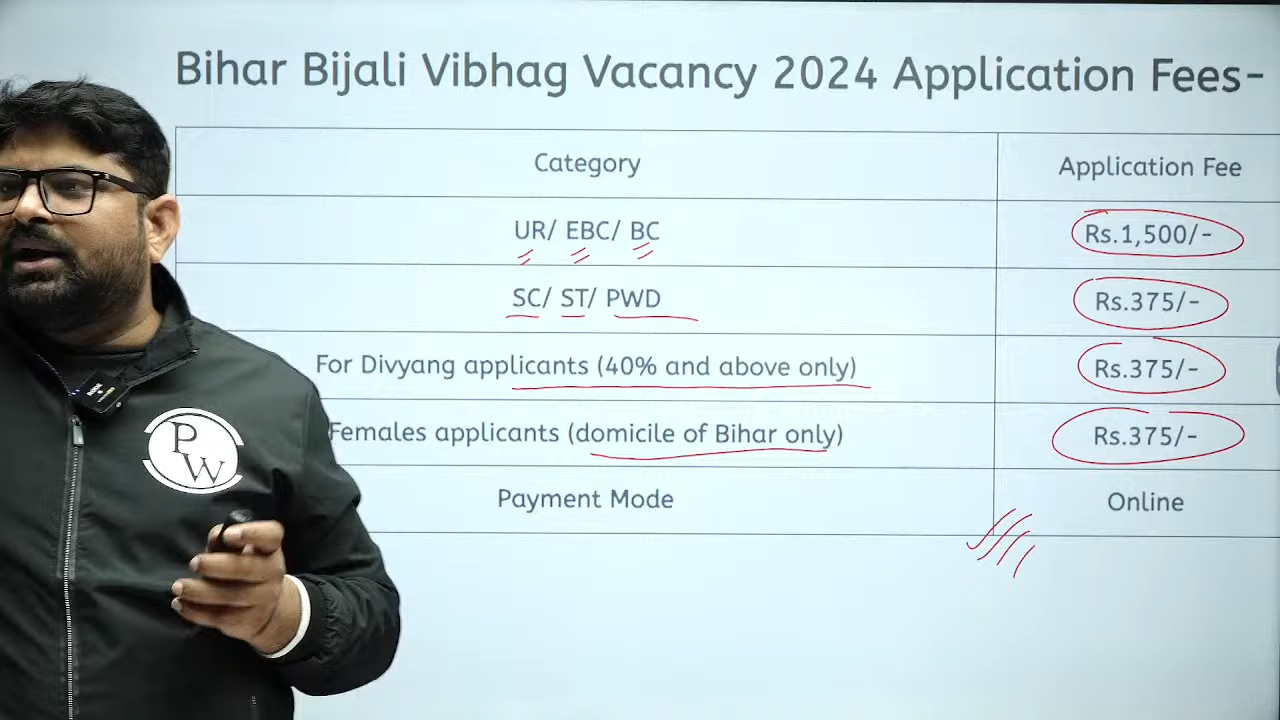 Bihar Bijali Vibhag Vacancy 2024 Application Fees-
Category Application Fee
UR/ EBC/ BC Rs.1,500/-
SC/ ST/ PWD Rs.375/-
For Divyang applicants (40% and above only) Rs.375/-
Females applicants (domicile of Bihar only) Rs.375/-
Payment Mode Online
PW